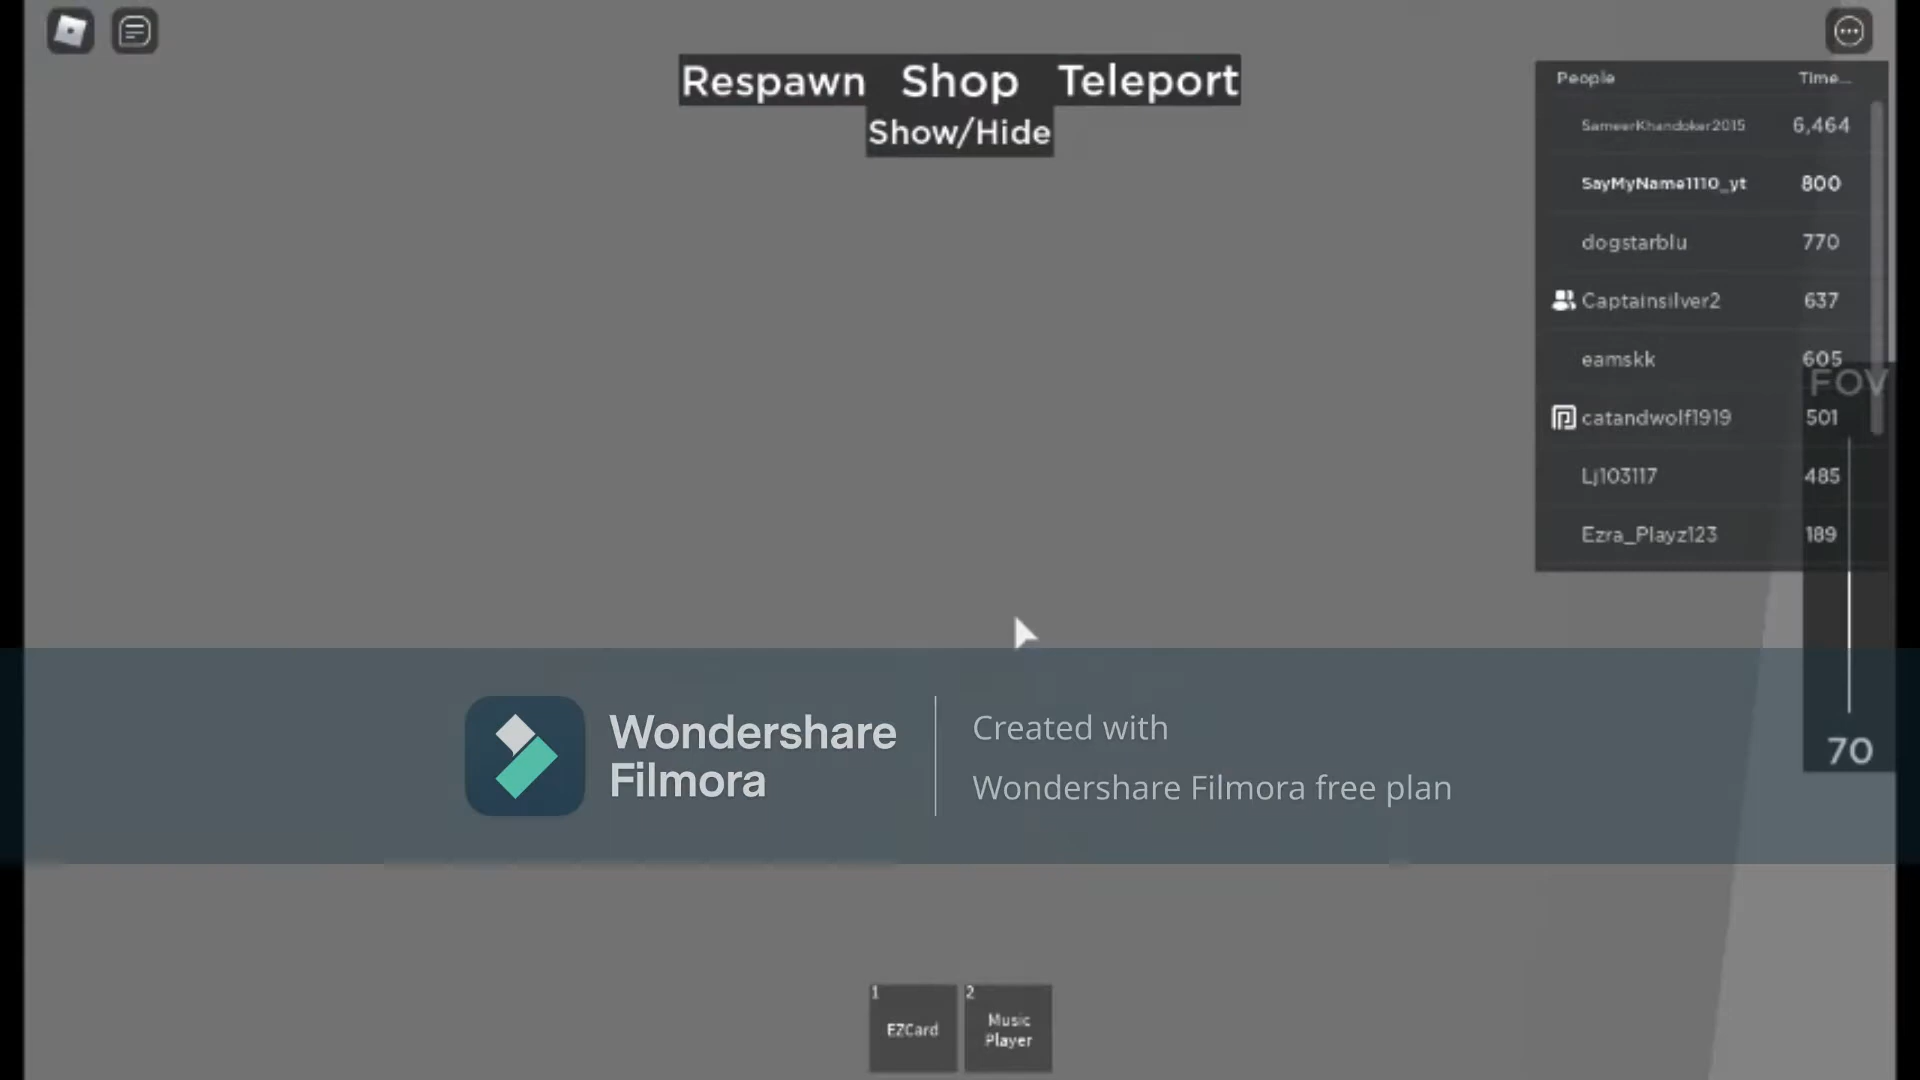 Respawn Shop Teleport
Show/Hide
People Time...
SameerKhandoker2015 6,464
SayMyName1110_yt 800
dogstarblu 770
Captainsilver2 637
eamskk 605
catandwolf1919 501
Lj103117 485
Ezra_Playz123 189
FOV
70
Wondershare
Filmora
Created with
Wondershare Filmora free plan
1
EZCard
2
Music
Player